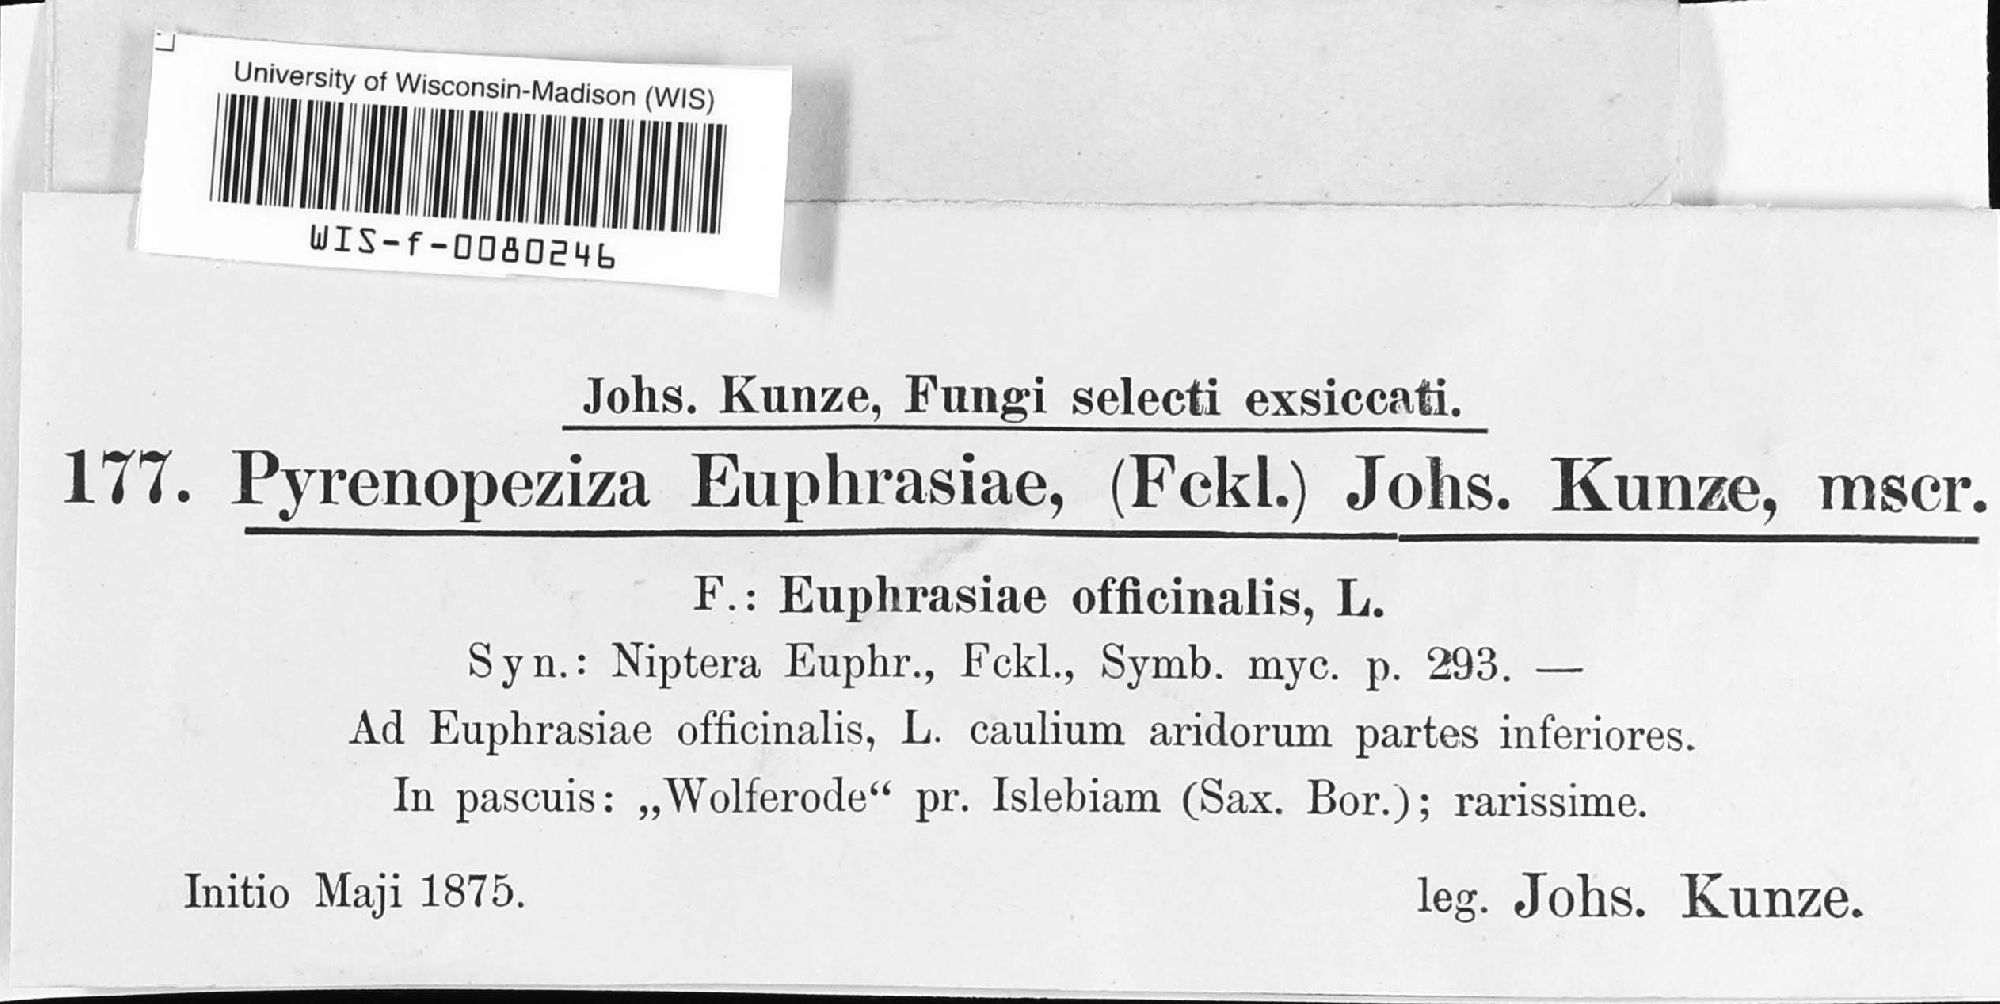 University of Wisconsin-Madison (WIS)
WIS-f-0080246
Johs. Kunze, Fungi selecti exsiccati.
177. Pyrenopeziza Euphrasiae, (Fckl.) Johs. Kunze, mscr.
F.: Euphrasiae officinalis, L.
Syn.: Niptera Euphr., Fckl., Symb. myc. p. 293. —
Ad Euphrasiae officinalis, L. caulium aridorum partes inferiores.
In pascuis: „Wolferode“ pr. Islebiam (Sax. Bor.); rarissime.
Initio Maji 1875.
leg. Johs. Kunze.